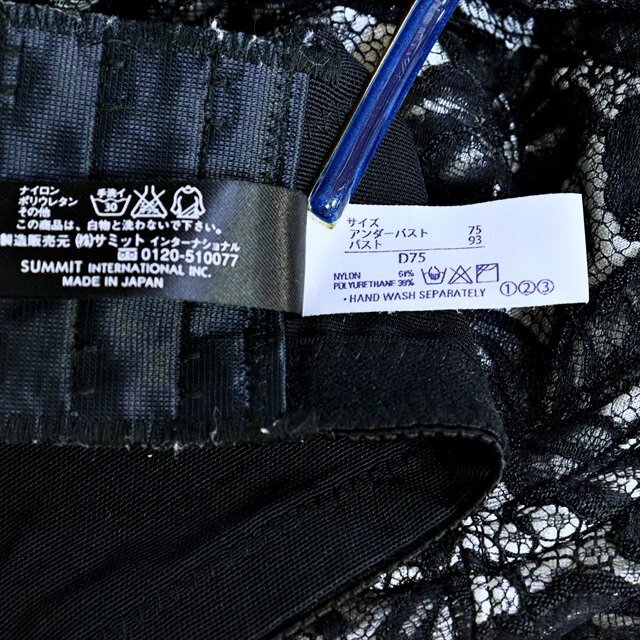 ナイロン
ポリウレタン
その他
手洗イ
この商品は、白物と洗わないで下さい。
製造販売元 (株)サミット インターナショナル
☎ 0120-510077
SUMMIT INTERNATIONAL INC.
MADE IN JAPAN
サイズ
アンダーバスト 75
バスト 93
D75
NYLON 61%
POLYURETHANE 39%
・HAND WASH SEPARATELY ①②③